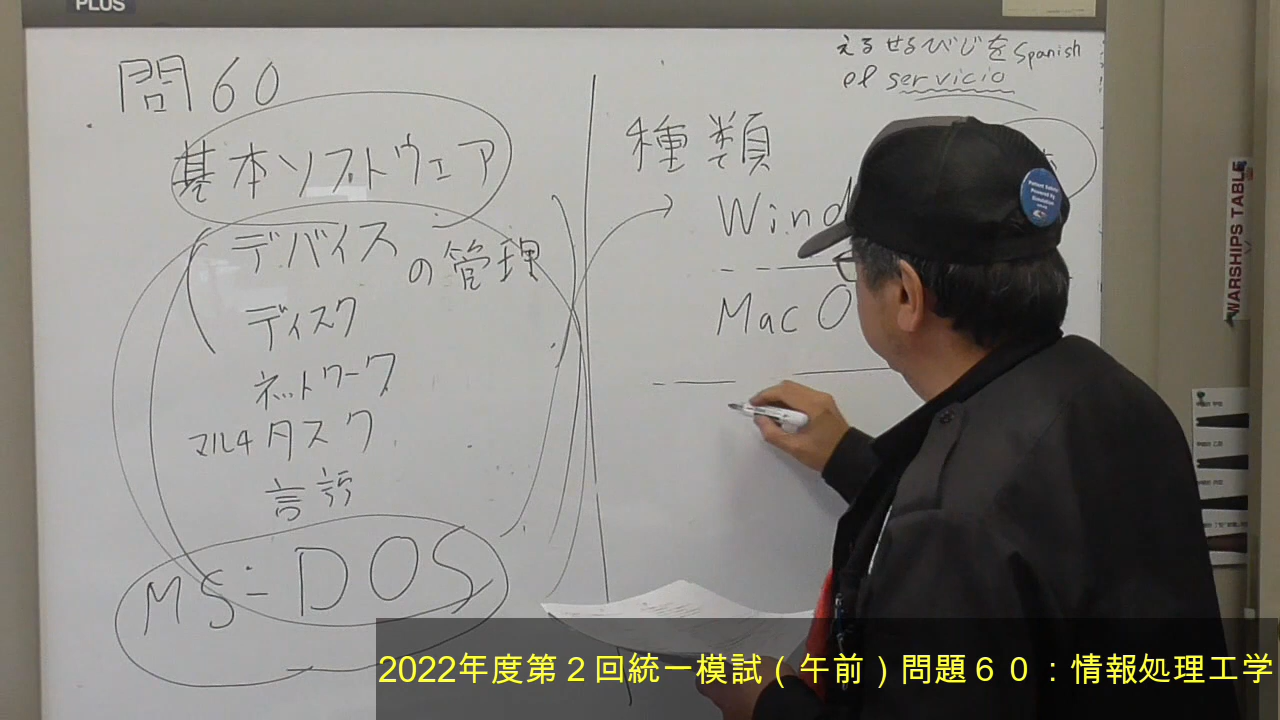 PLUS
えるせるびじをSpanish
el servicio
問60
基本ソフトウェア
デバイスの管理
ディスク
ネットワーク
マルチタスク
言語
MS-DOS
種類
Wind
Mac O
WARSHIPS TABLE
2022年度第２回統一模試(午前)問題６０：情報処理工学